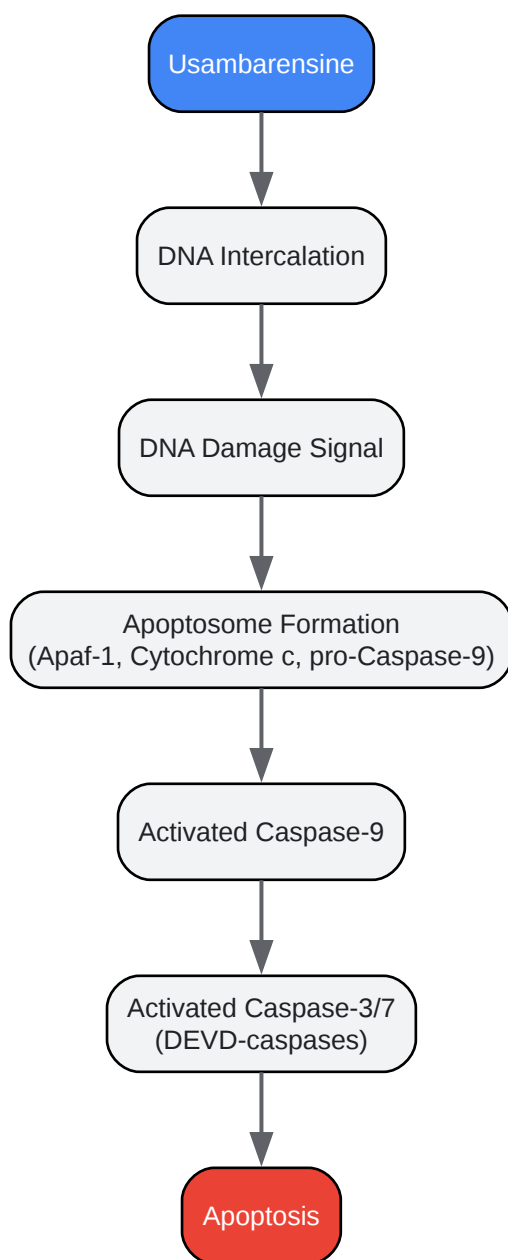 Usambarensine
DNA Intercalation
DNA Damage Signal
Apoptosome Formation
(Apaf-1, Cytochrome c, pro-Caspase-9)
Activated Caspase-9
Activated Caspase-3/7
(DEVD-caspases)
Apoptosis